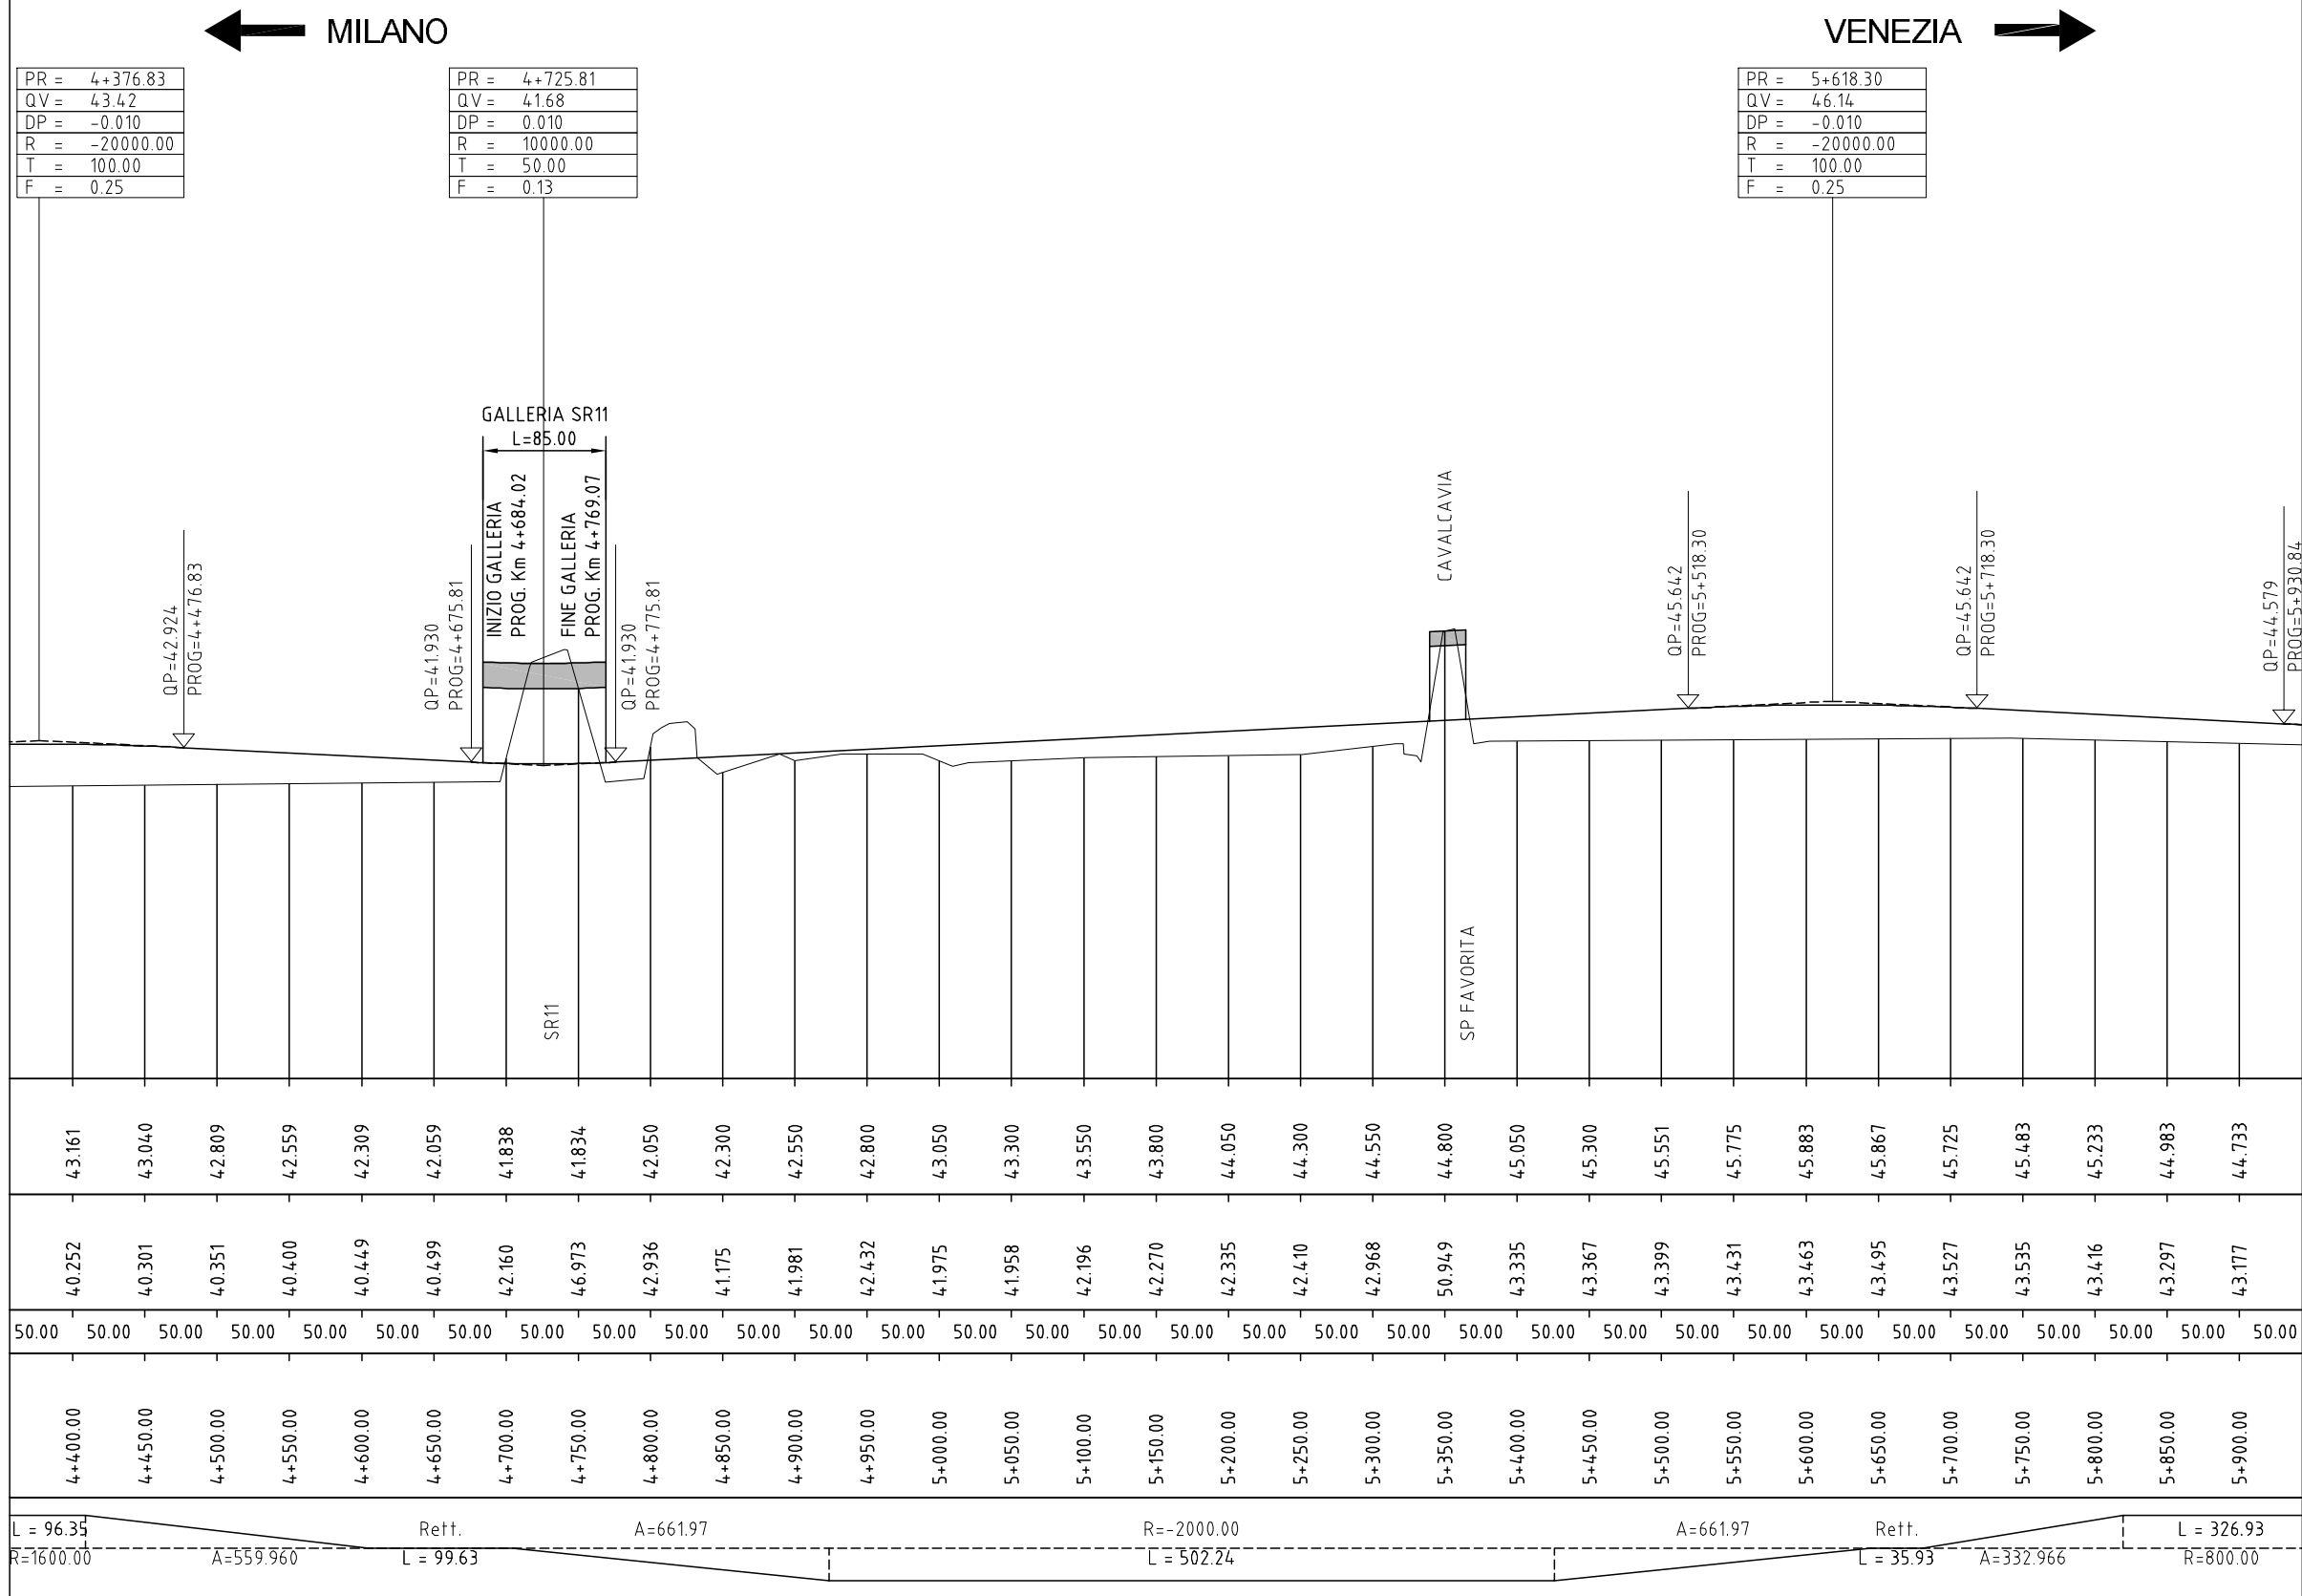 MILANO
VENEZIA
PR = 4+376.83
QV = 43.42
DP = -0.010
R = -20000.00
T = 100.00
F = 0.25
PR = 4+725.81
QV = 41.68
DP = 0.010
R = 10000.00
T = 50.00
F = 0.13
PR = 5+618.30
QV = 46.14
DP = -0.010
R = -20000.00
T = 100.00
F = 0.25
GALLERIA SR11
L=85.00
QP=42.924
PROG=4+476.83
QP=41.930
PROG=4+675.81
INIZIO GALLERIA
PROG. Km 4+684.02
FINE GALLERIA
PROG. Km 4+769.07
QP=41.930
PROG=4+775.81
CAVALCAVIA
QP=45.642
PROG=5+518.30
QP=45.642
PROG=5+718.30
QP=44.579
PROG=5+930.84
SR11
SP FAVORITA
43.161 43.040 42.809 42.559 42.309 42.059 41.838 41.834 42.050 42.300 42.550 42.800 43.050 43.300 43.550 43.800 44.050 44.300 44.550 44.800 45.050 45.300 45.551 45.775 45.883 45.867 45.725 45.483 45.233 44.983 44.733
40.252 40.301 40.351 40.400 40.449 40.499 42.160 46.973 42.936 41.175 41.981 42.432 41.975 41.958 42.196 42.270 42.335 42.410 42.968 50.949 43.335 43.367 43.399 43.431 43.463 43.495 43.527 43.535 43.416 43.297 43.177
50.00 50.00 50.00 50.00 50.00 50.00 50.00 50.00 50.00 50.00 50.00 50.00 50.00 50.00 50.00 50.00 50.00 50.00 50.00 50.00 50.00 50.00 50.00 50.00 50.00 50.00 50.00 50.00 50.00 50.00 50.00 50.00
4+400.00 4+450.00 4+500.00 4+550.00 4+600.00 4+650.00 4+700.00 4+750.00 4+800.00 4+850.00 4+900.00 4+950.00 5+000.00 5+050.00 5+100.00 5+150.00 5+200.00 5+250.00 5+300.00 5+350.00 5+400.00 5+450.00 5+500.00 5+550.00 5+600.00 5+650.00 5+700.00 5+750.00 5+800.00 5+850.00 5+900.00
L = 96.35 Rett. A=661.97 R=-2000.00 A=661.97 Rett. L = 326.93
R=1600.00 A=559.960 L = 99.63 L = 502.24 L = 35.93 A=332.966 R=800.00